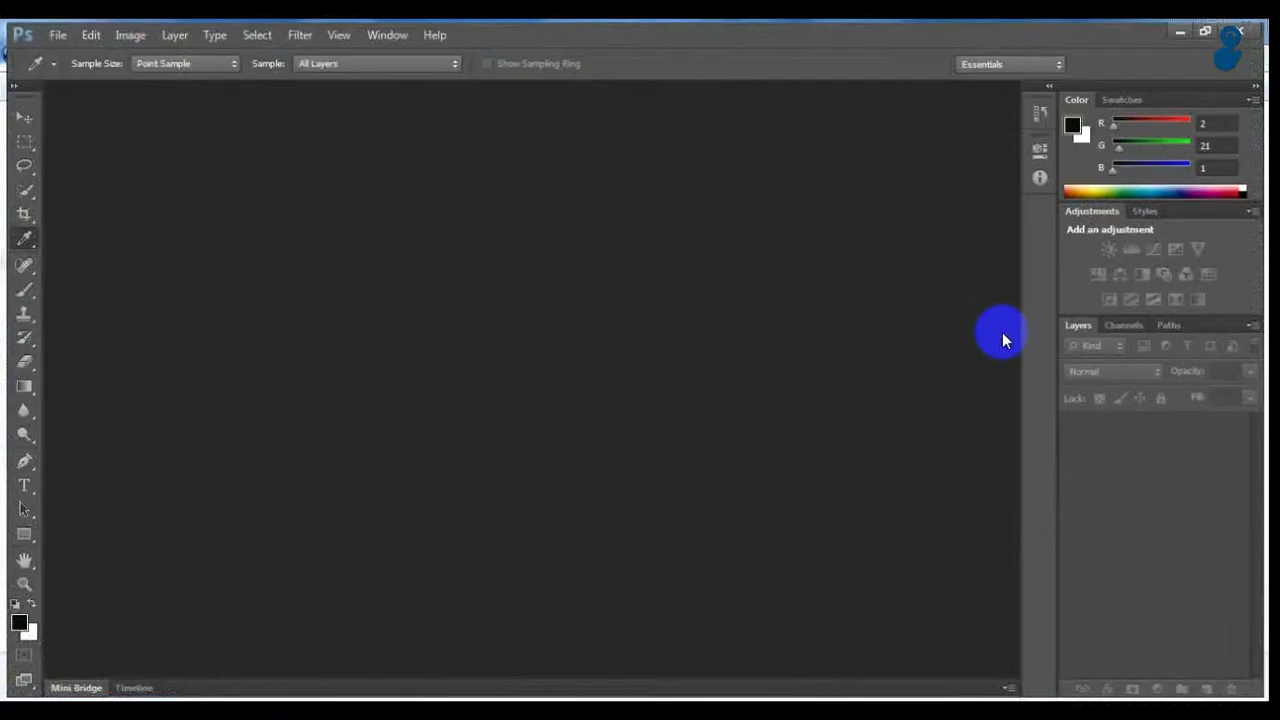 Ps File Edit Image Layer Type Select Filter View Window Help
Sample Size: Point Sample Sample: All Layers Show Sampling Ring Essentials
Color Swatches
R 2
G 21
B 1
Adjustments Styles
Add an adjustment
Layers Channels Paths
Kind
Normal Opacity:
Lock: Fill:
T
Mini Bridge Timeline